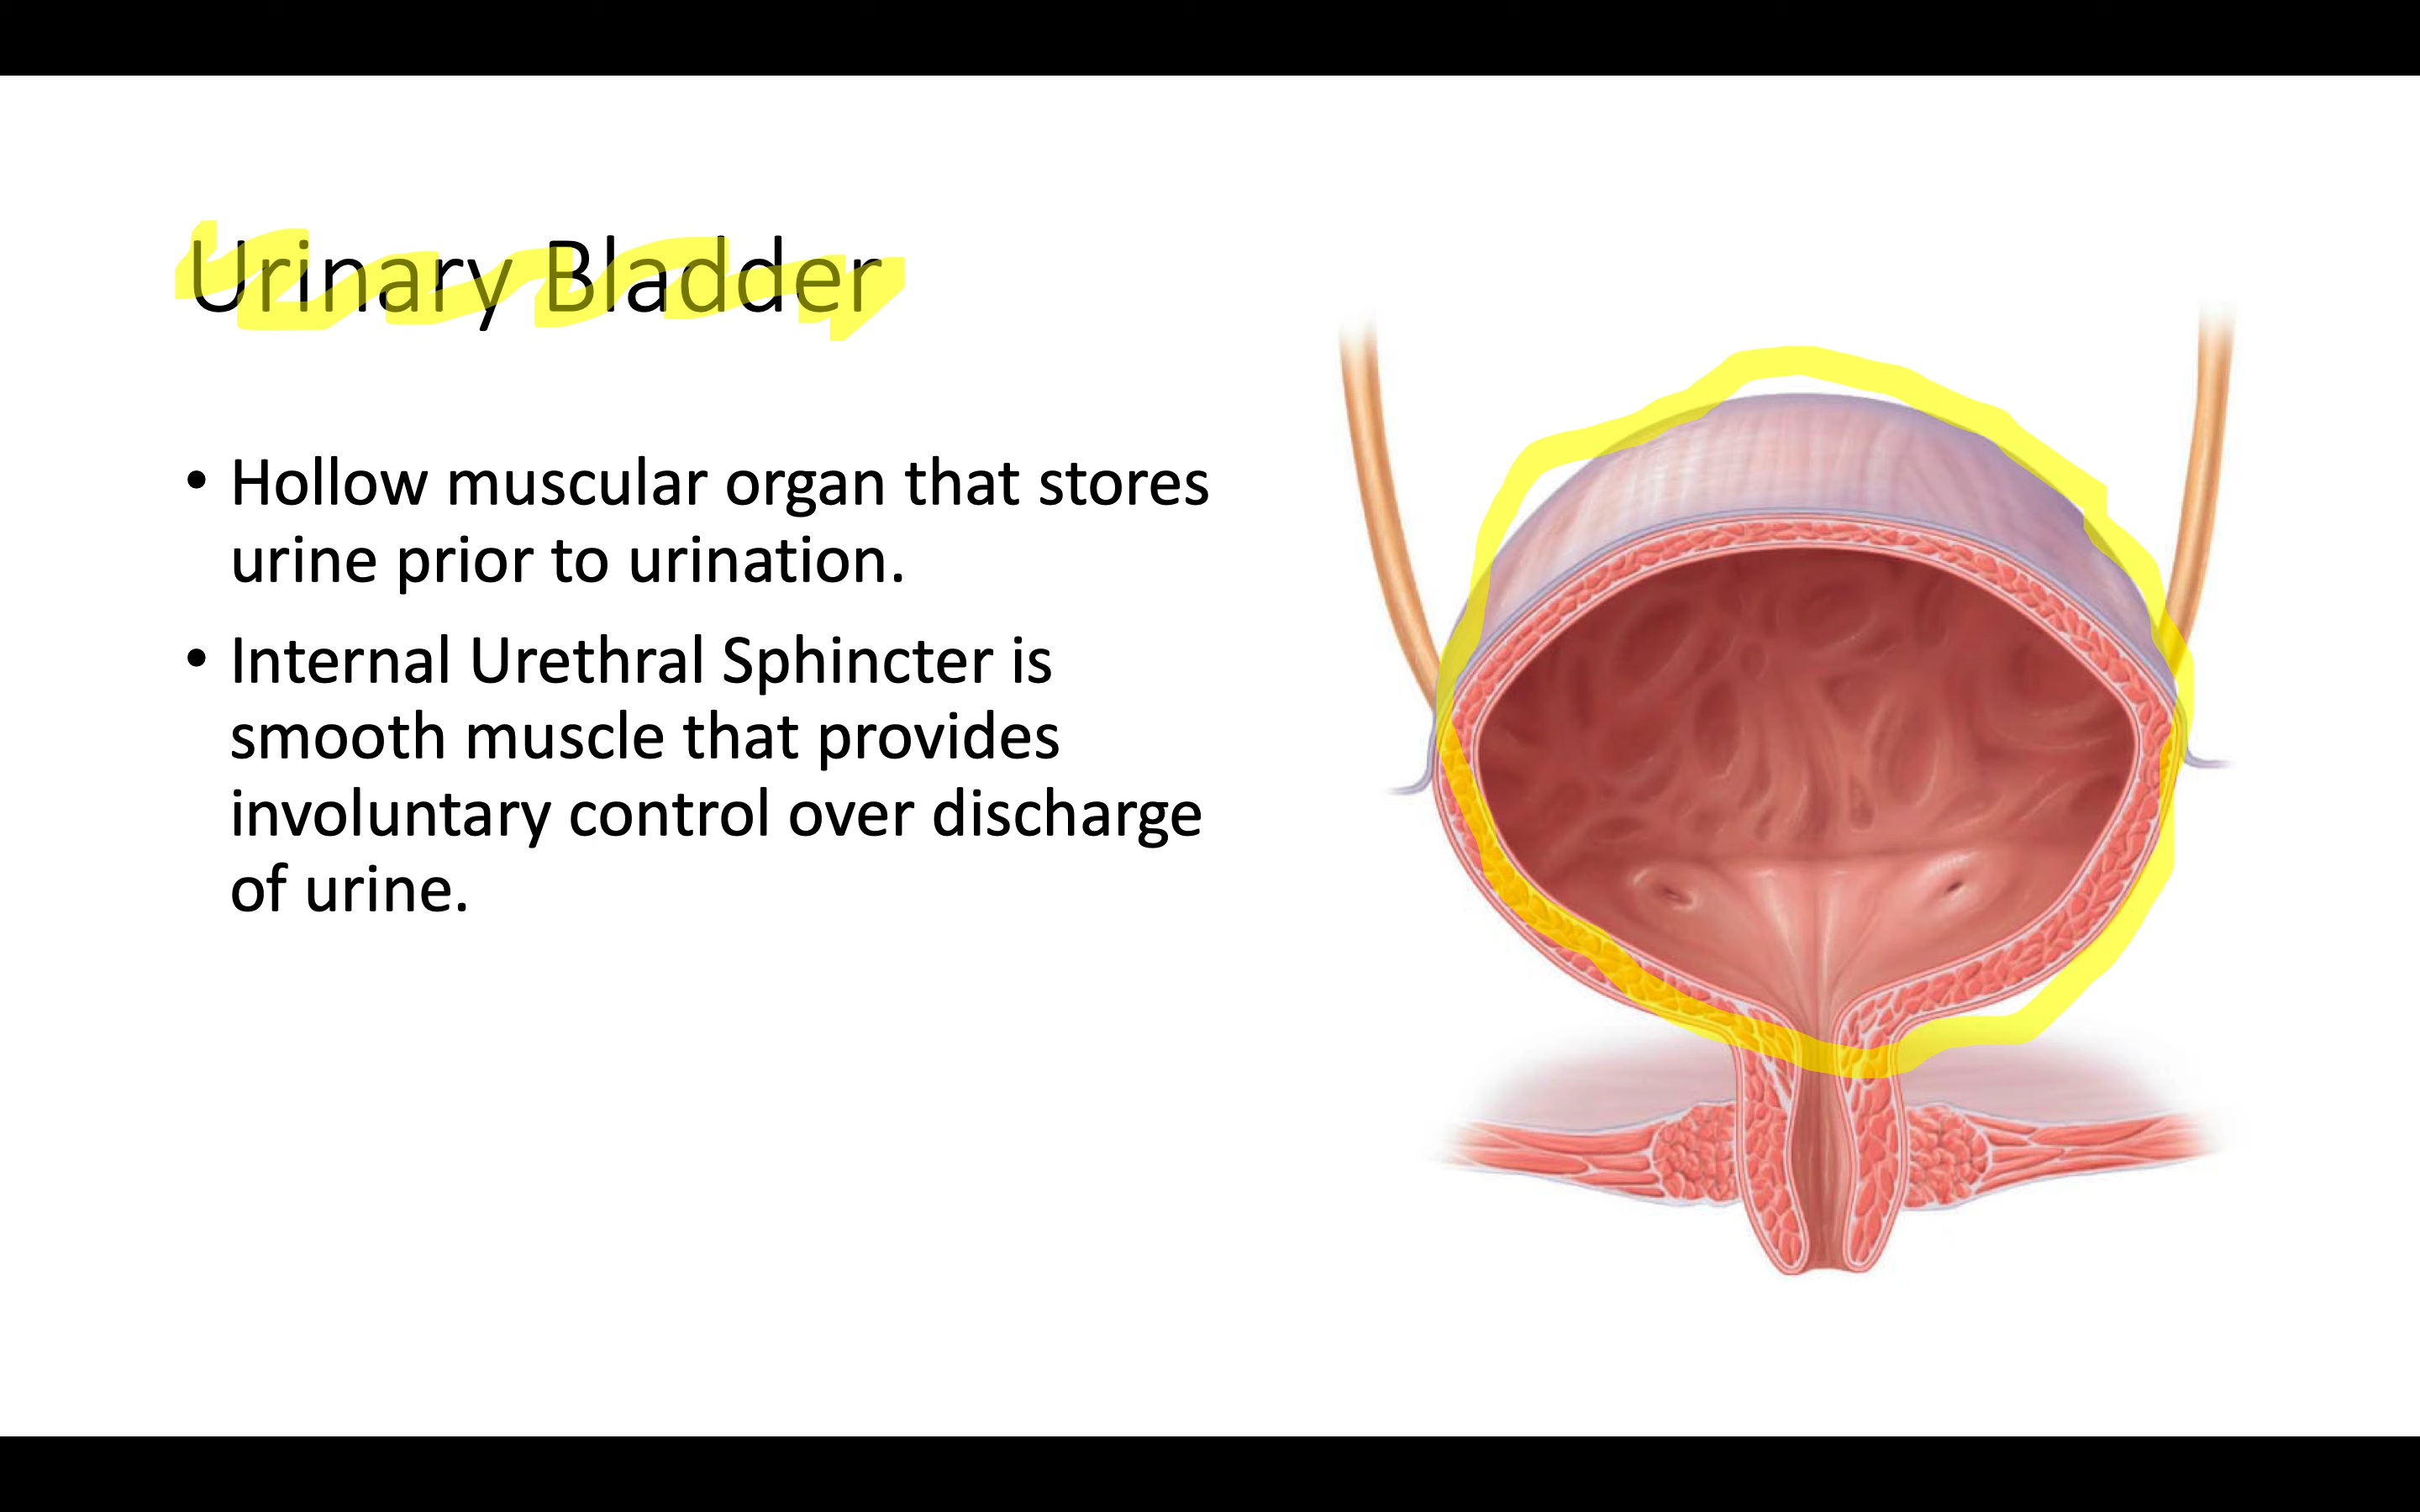 Urinary Bladder
• Hollow muscular organ that stores
urine prior to urination.
• Internal Urethral Sphincter is
smooth muscle that provides
involuntary control over discharge
of urine.